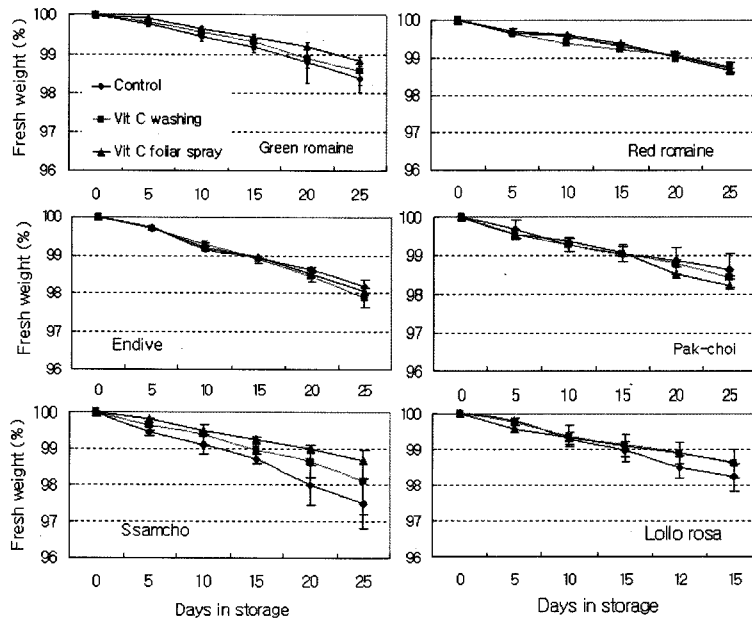 Fresh weight (%)
100
99
98
97
96
Control
Vit C washing
Vit C foliar spray
Green romaine
0 5 10 15 20 25
100
99
98
97
96
Red romaine
0 5 10 15 20 25
Fresh weight (%)
100
99
98
97
96
Endive
0 5 10 15 20 25
100
99
98
97
96
Pak-choi
0 5 10 15 20 25
Fresh weight (%)
100
99
98
97
96
Ssamcho
0 5 10 15 20 25
Days in storage
100
99
98
97
96
Lollo rosa
0 5 10 15 12 15
Days in storage